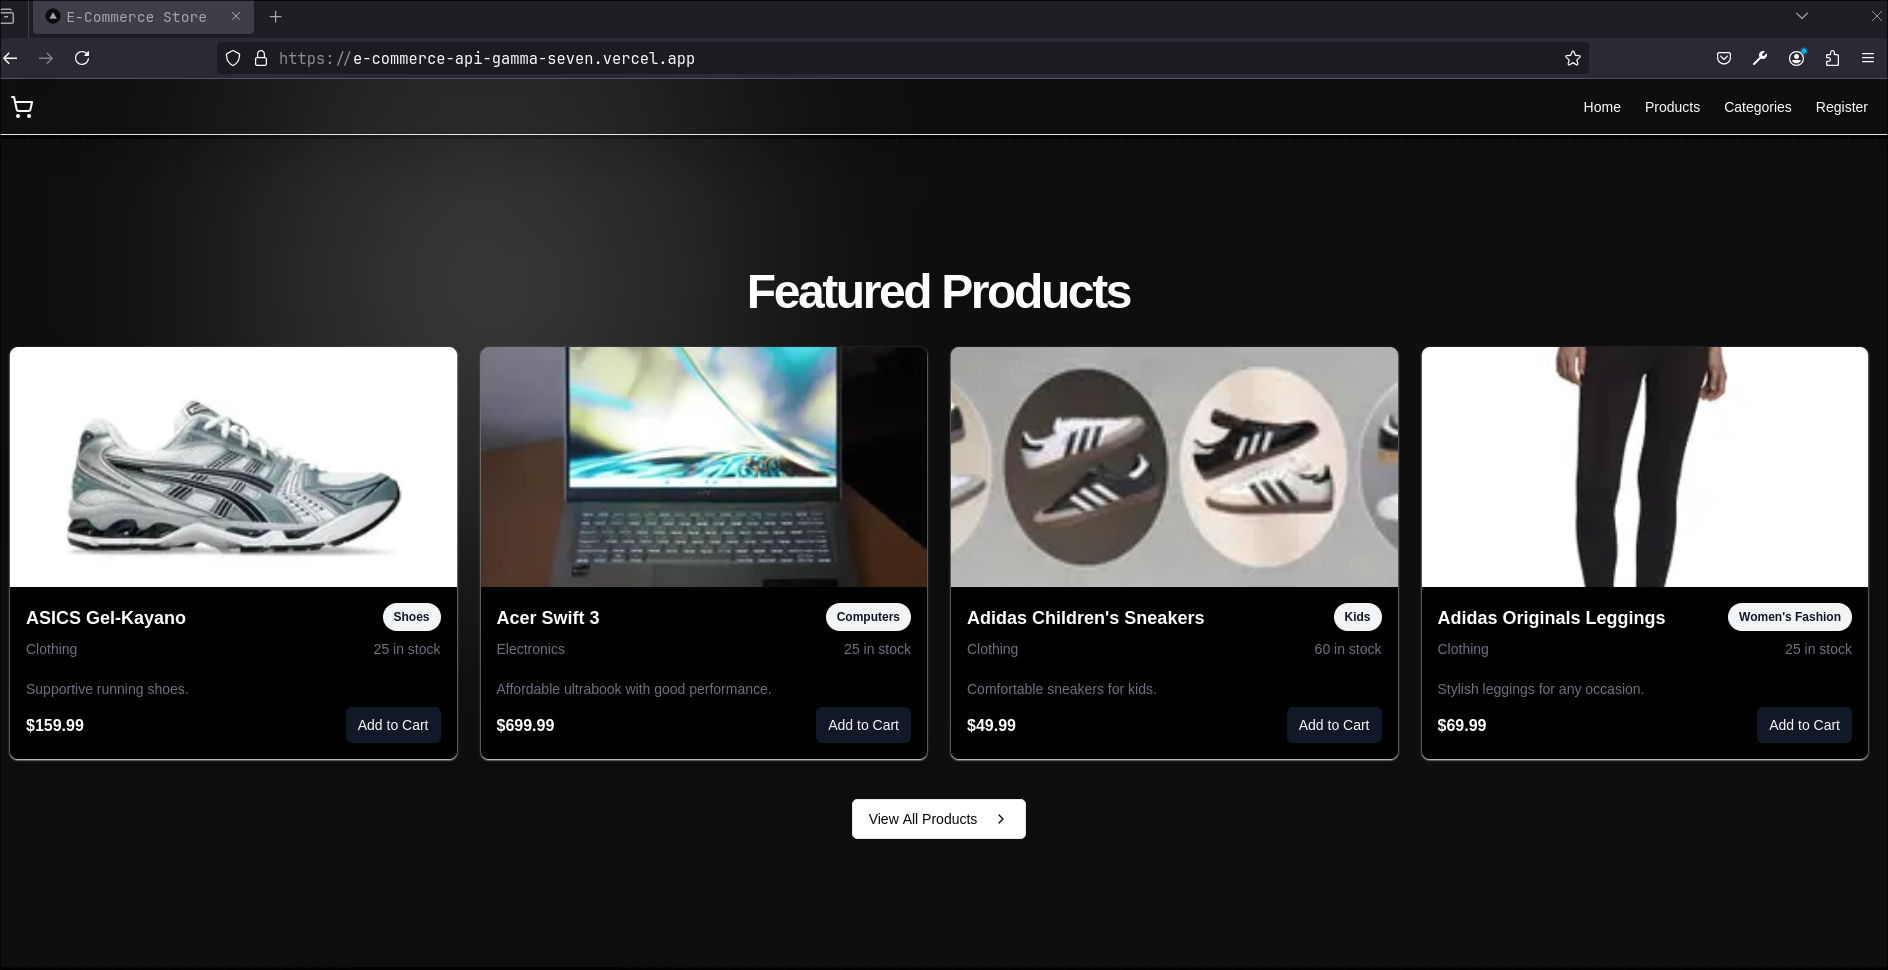 E-Commerce Store
https://e-commerce-api-gamma-seven.vercel.app
Home Products Categories Register
Featured Products
ASICS Gel-Kayano Shoes
Clothing 25 in stock
Supportive running shoes.
$159.99 Add to Cart
Acer Swift 3 Computers
Electronics 25 in stock
Affordable ultrabook with good performance.
$699.99 Add to Cart
Adidas Children's Sneakers Kids
Clothing 60 in stock
Comfortable sneakers for kids.
$49.99 Add to Cart
Adidas Originals Leggings Women's Fashion
Clothing 25 in stock
Stylish leggings for any occasion.
$69.99 Add to Cart
View All Products